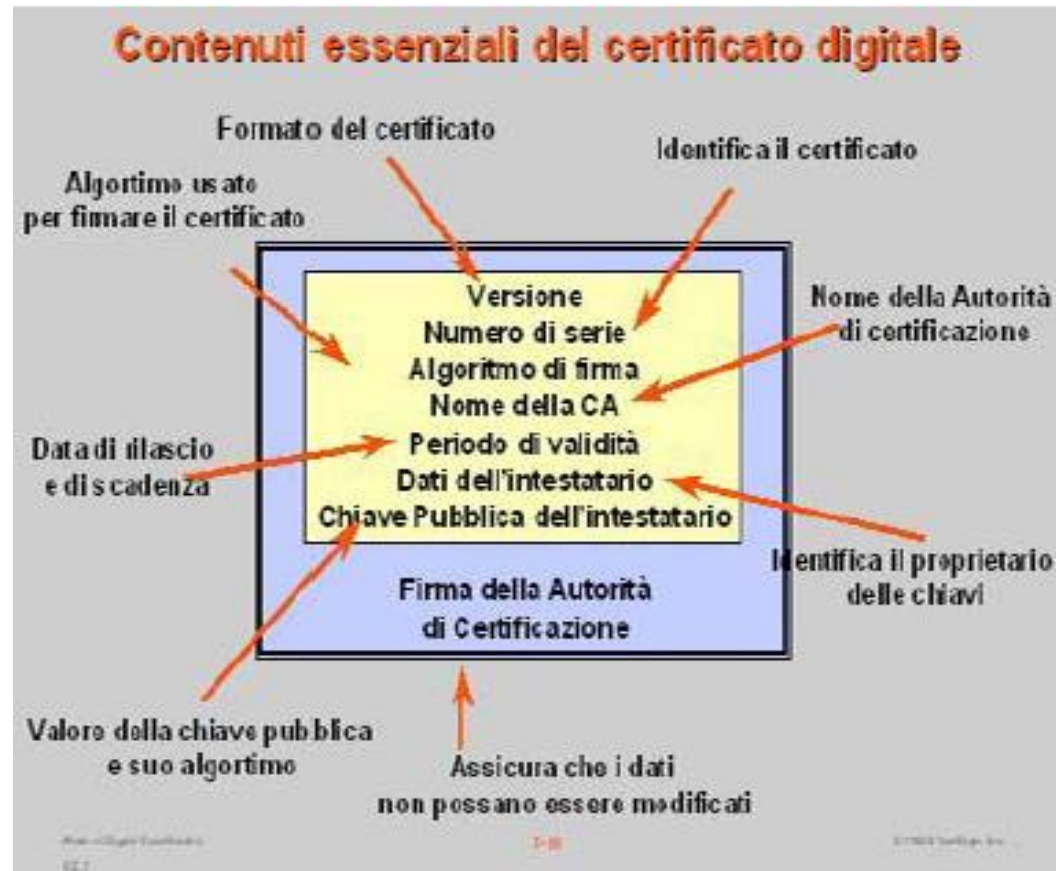 Contenuti essenziali del certificato digitale
Formato del certificato
Identifica il certificato
Algortimo usato
per firmare il certificato
Versione
Numero di serie
Algoritmo di firma
Nome della CA
Periodo di validità
Dati dell'intestatario
Chiave Pubblica dell'intestatario
Nome della Autorità
di certificazione
Data di rilascio
e di scadenza
Identifica il proprietario
delle chiavi
Firma della Autorità
di Certificazione
Valore della chiave pubblica
e suo algortimo
Assicura che i dati
non possano essere modificati